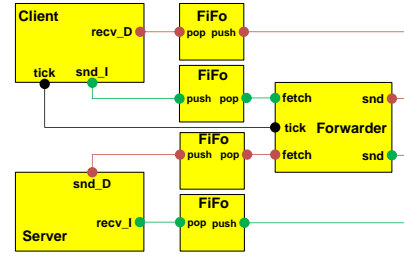 Client
recv_D
tick
snd_I
FiFo
pop push
FiFo
push pop
fetch
snd
tick
Forwarder
fetch
snd
FiFo
push pop
snd_D
recv_I
Server
FiFo
pop push